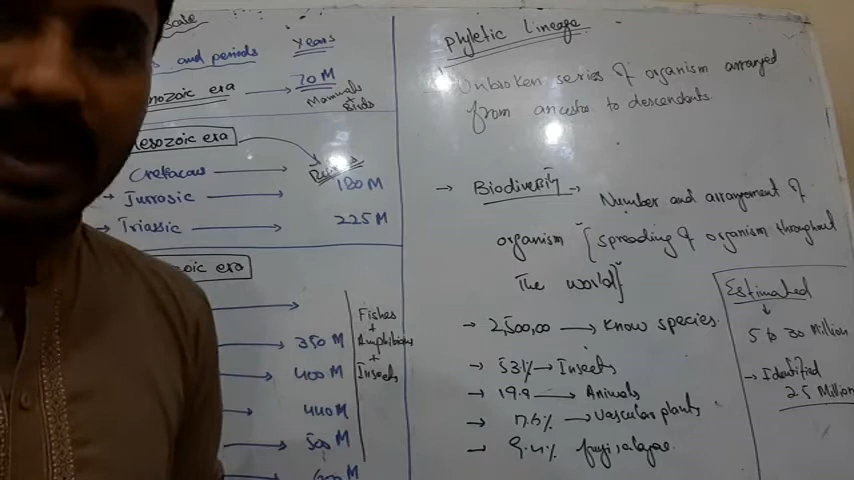 Scale
and periods Years
nozoic era 70 M
Mammals
Birds
Mesozoic era
Cretacous
Jurrosic 180 M
Triassic 225 M
zoic era
350 M
400 M
440 M
500 M
600 M
Fishes
+
Amphibians
+
Insects
Phyletic Lineage
Unbroken series of organism arranged
from ancestor to descendants
Biodiversity → Number and arrangement of
organism [spreading of organism throughout
The world]
→ 2,500,00 → Know species.
→ 53% → Insects
→ 19.9 → Animals
→ 17.6% → Vascular plants
→ 9.4% fungi, algae.
Estimated
↓
5 to 30 million
→ Identified
2.5 Million